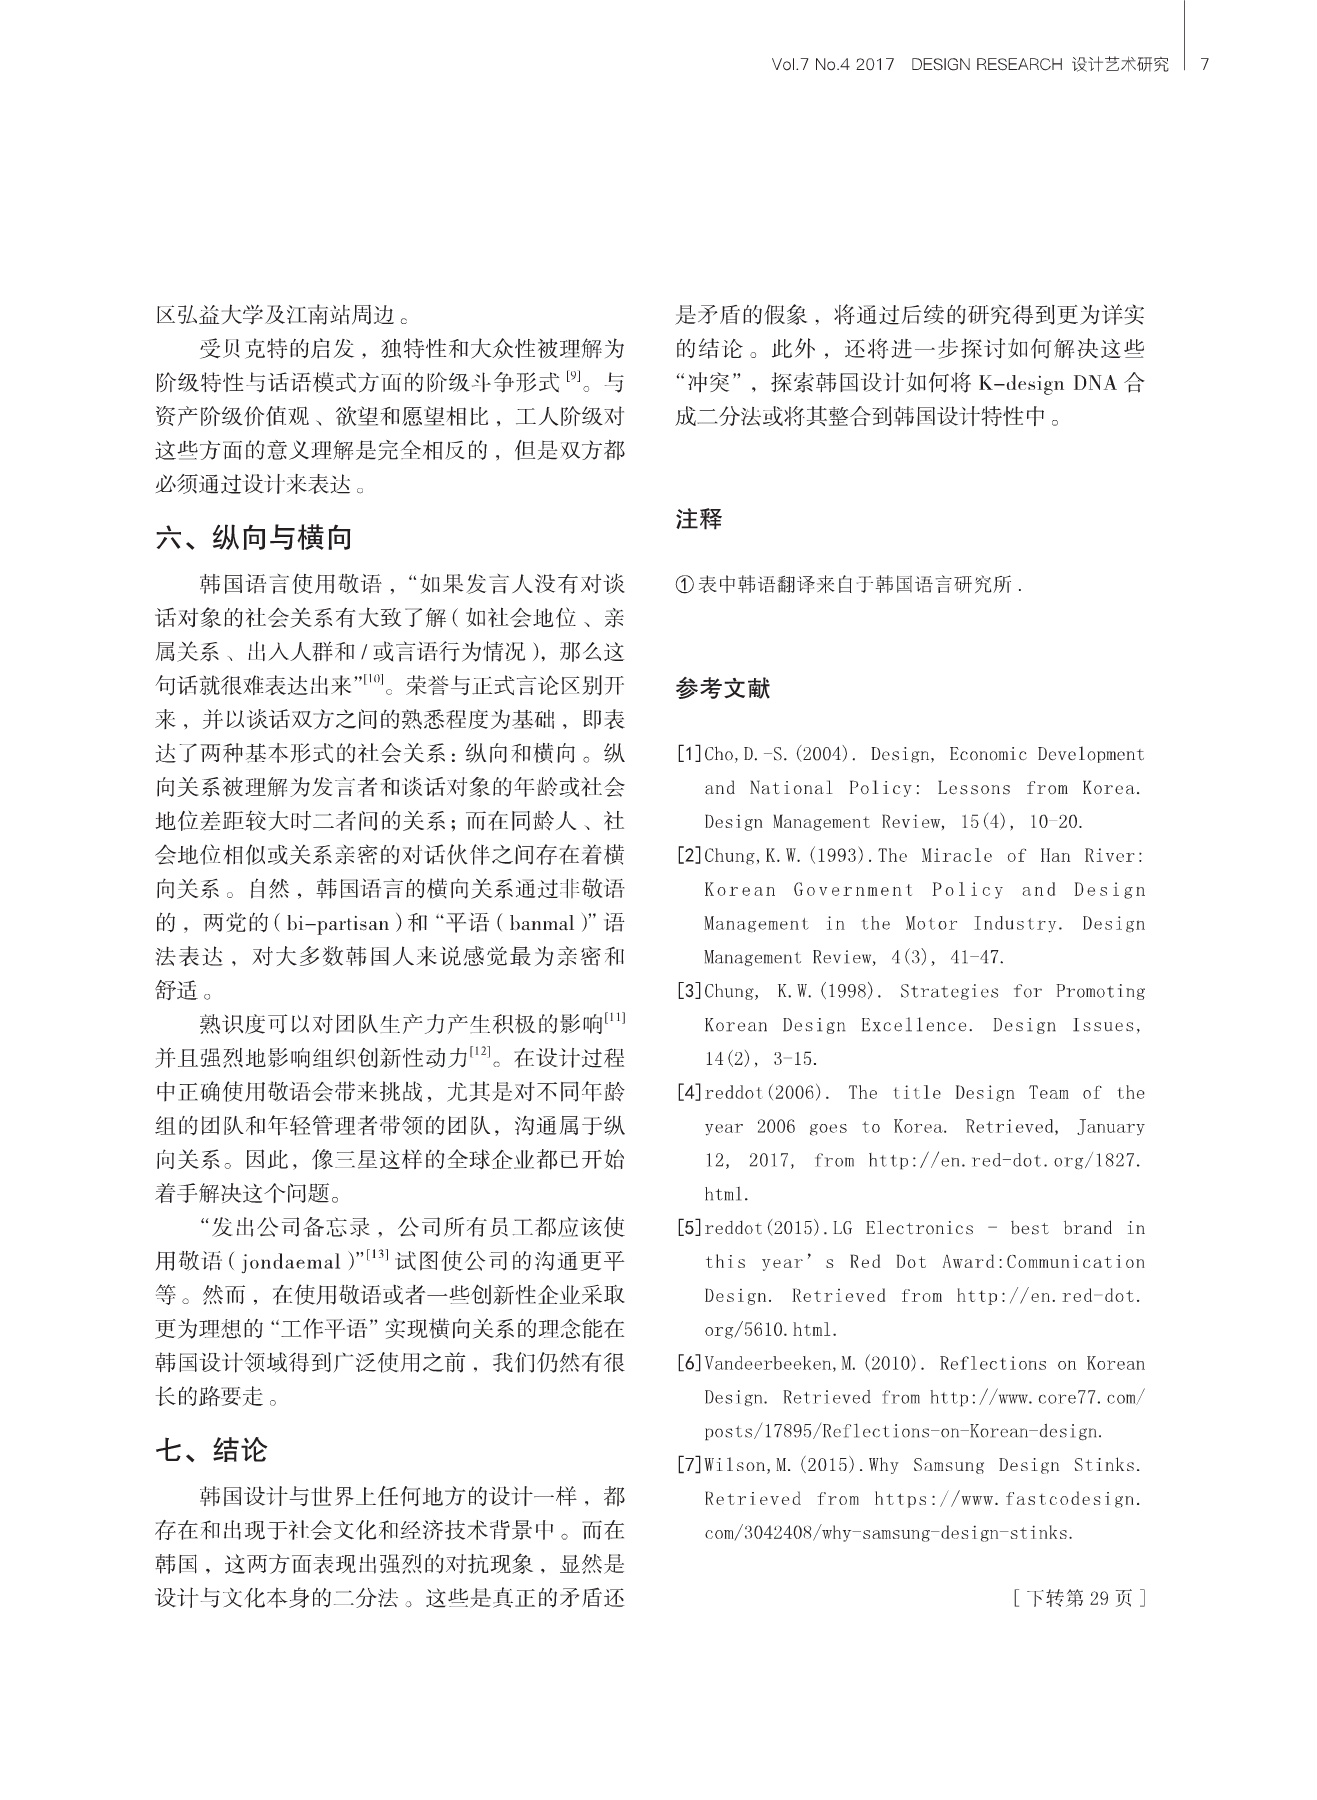 Vol.7 No.4 2017 DESIGN RESEARCH 设计艺术研究 7
区弘益大学及江南站周边。
受贝克特的启发，独特性和大众性被理解为
阶级特性与话语模式方面的阶级斗争形式[9]。与
资产阶级价值观、欲望和愿望相比，工人阶级对
这些方面的意义理解是完全相反的，但是双方都
必须通过设计来表达。
六、纵向与横向
韩国语言使用敬语，“如果发言人没有对谈
话对象的社会关系有大致了解（如社会地位、亲
属关系、出入人群和/或言语行为情况），那么这
句话就很难表达出来”[10]。荣誉与正式言论区别开
来，并以谈话双方之间的熟悉程度为基础，即表
达了两种基本形式的社会关系：纵向和横向。纵
向关系被理解为发言者和谈话对象的年龄或社会
地位差距较大时二者间的关系；而在同龄人、社
会地位相似或关系亲密的对话伙伴之间存在着横
向关系。自然，韩国语言的横向关系通过非敬语
的，两党的（bi-partisan）和“平语（banmal）”语
法表达，对大多数韩国人来说感觉最为亲密和
舒适。
熟识度可以对团队生产力产生积极的影响[11]
并且强烈地影响组织创新性动力[12]。在设计过程
中正确使用敬语会带来挑战，尤其是对不同年龄
组的团队和年轻管理者带领的团队，沟通属于纵
向关系。因此，像三星这样的全球企业都已开始
着手解决这个问题。
“发出公司备忘录，公司所有员工都应该使
用敬语（jondaemal）”[13]试图使公司的沟通更平
等。然而，在使用敬语或者一些创新性企业采取
更为理想的“工作平语”实现横向关系的理念能在
韩国设计领域得到广泛使用之前，我们仍然有很
长的路要走。
七、结论
韩国设计与世界上任何地方的设计一样，都
存在和出现于社会文化和经济技术背景中。而在
韩国，这两方面表现出强烈的对抗现象，显然是
设计与文化本身的二分法。这些是真正的矛盾还
是矛盾的假象，将通过后续的研究得到更为详实
的结论。此外，还将进一步探讨如何解决这些
“冲突”，探索韩国设计如何将 K-design DNA 合
成二分法或将其整合到韩国设计特性中。
注释
①表中韩语翻译来自于韩国语言研究所.
参考文献
[1]Cho,D.-S.(2004). Design, Economic Development
and National Policy: Lessons from Korea.
Design Management Review, 15(4), 10-20.
[2]Chung,K.W.(1993).The Miracle of Han River:
Korean Government Policy and Design
Management in the Motor Industry. Design
Management Review, 4(3), 41-47.
[3]Chung, K.W.(1998). Strategies for Promoting
Korean Design Excellence. Design Issues,
14(2), 3-15.
[4]reddot(2006). The title Design Team of the
year 2006 goes to Korea. Retrieved, January
12, 2017, from http://en.red-dot.org/1827.
html.
[5]reddot(2015).LG Electronics - best brand in
this year’s Red Dot Award:Communication
Design. Retrieved from http://en.red-dot.
org/5610.html.
[6]Vandeerbeeken,M.(2010). Reflections on Korean
Design. Retrieved from http://www.core77.com/
posts/17895/Reflections-on-Korean-design.
[7]Wilson,M.(2015).Why Samsung Design Stinks.
Retrieved from https://www.fastcodesign.
com/3042408/why-samsung-design-stinks.
[下转第29页]